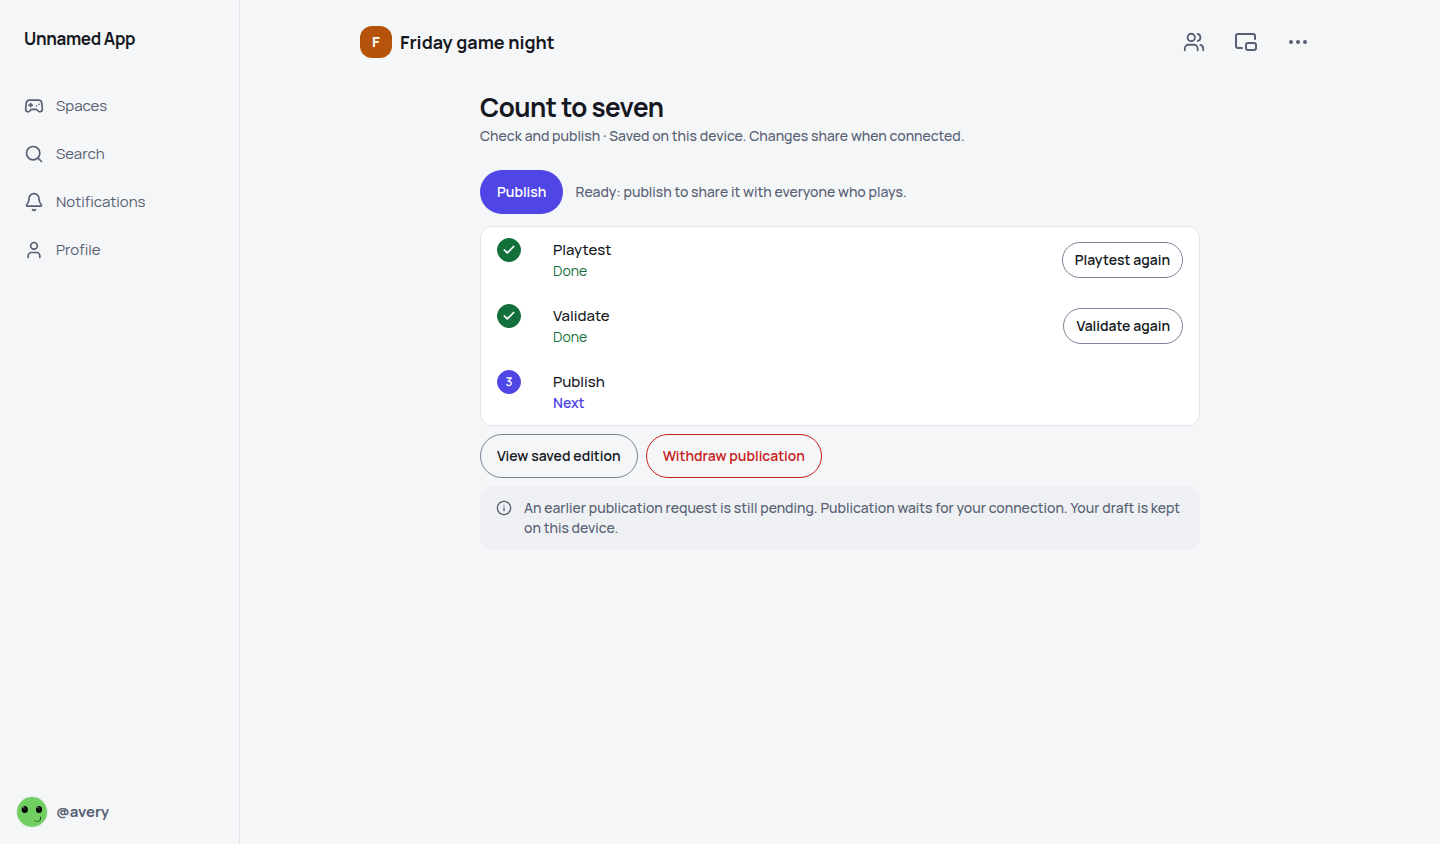 Unnamed App
Spaces
Search
Notifications
Profile
@avery
F Friday game night
Count to seven
Check and publish · Saved on this device. Changes share when connected.
Publish Ready: publish to share it with everyone who plays.
Playtest
Done
Playtest again
Validate
Done
Validate again
3 Publish
Next
View saved edition Withdraw publication
An earlier publication request is still pending. Publication waits for your connection. Your draft is kept
on this device.